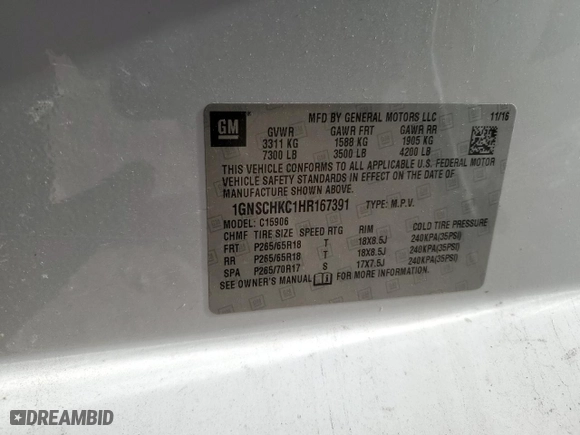 GM
MFD BY GENERAL MOTORS LLC 11/16
GVWR GAWR FRT GAWR RR
3311 KG 1588 KG 1905 KG
7300 LB 3500 LB 4200 LB
THIS VEHICLE CONFORMS TO ALL APPLICABLE U.S. FEDERAL MOTOR
VEHICLE SAFETY STANDARDS IN EFFECT ON THE DATE OF
MANUFACTURE SHOWN ABOVE.
1GNSCHKC1HR167391 TYPE: M.P.V.
MODEL: C15906
CHMF TIRE SIZE SPEED RTG RIM COLD TIRE PRESSURE
FRT P265/65R18 T 18X8.5J 240KPA(35PSI)
RR P265/65R18 T 18X8.5J 240KPA(35PSI)
SPA P265/70R17 S 17X7.5J 240KPA(35PSI)
SEE OWNER'S MANUAL FOR MORE INFORMATION.
DREAMBID